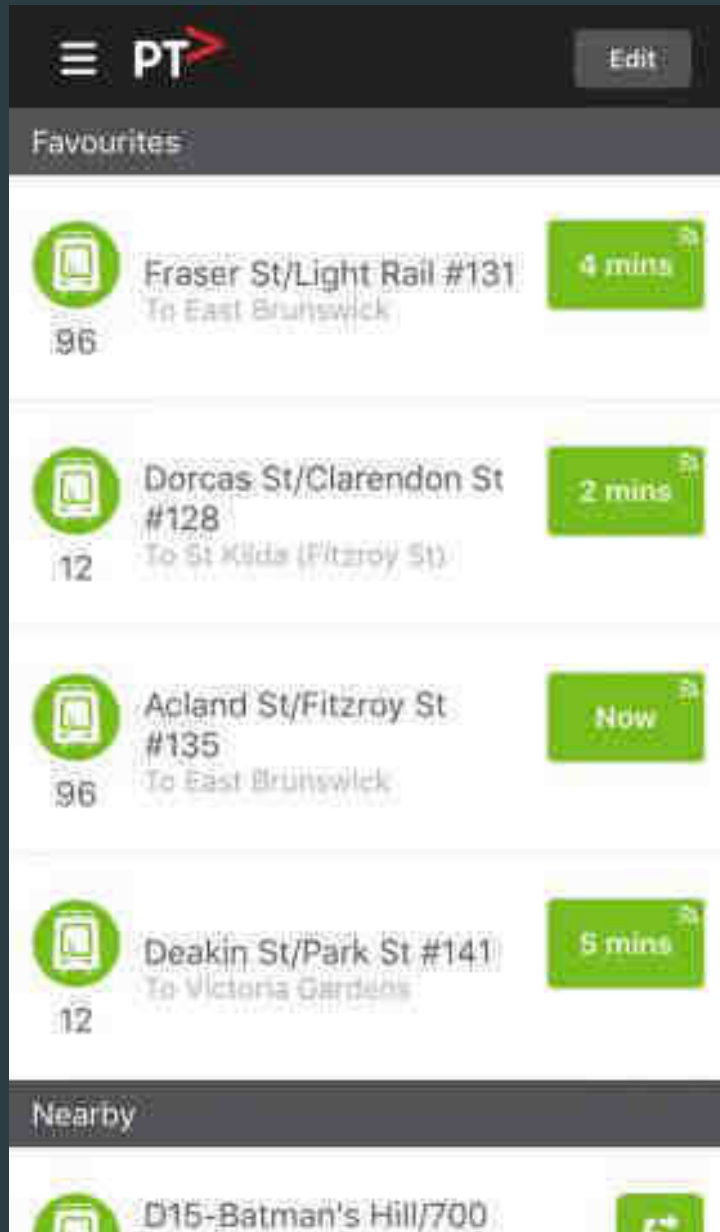 PT>
Edit
Favourites
96
Fraser St/Light Rail #131
To East Brunswick
4 mins
12
Dorcas St/Clarendon St
#128
To St Kilda (Fitzroy St)
2 mins
96
Acland St/Fitzroy St
#135
To East Brunswick
Now
12
Deakin St/Park St #141
To Victoria Gardens
5 mins
Nearby
D15-Batman's Hill/700